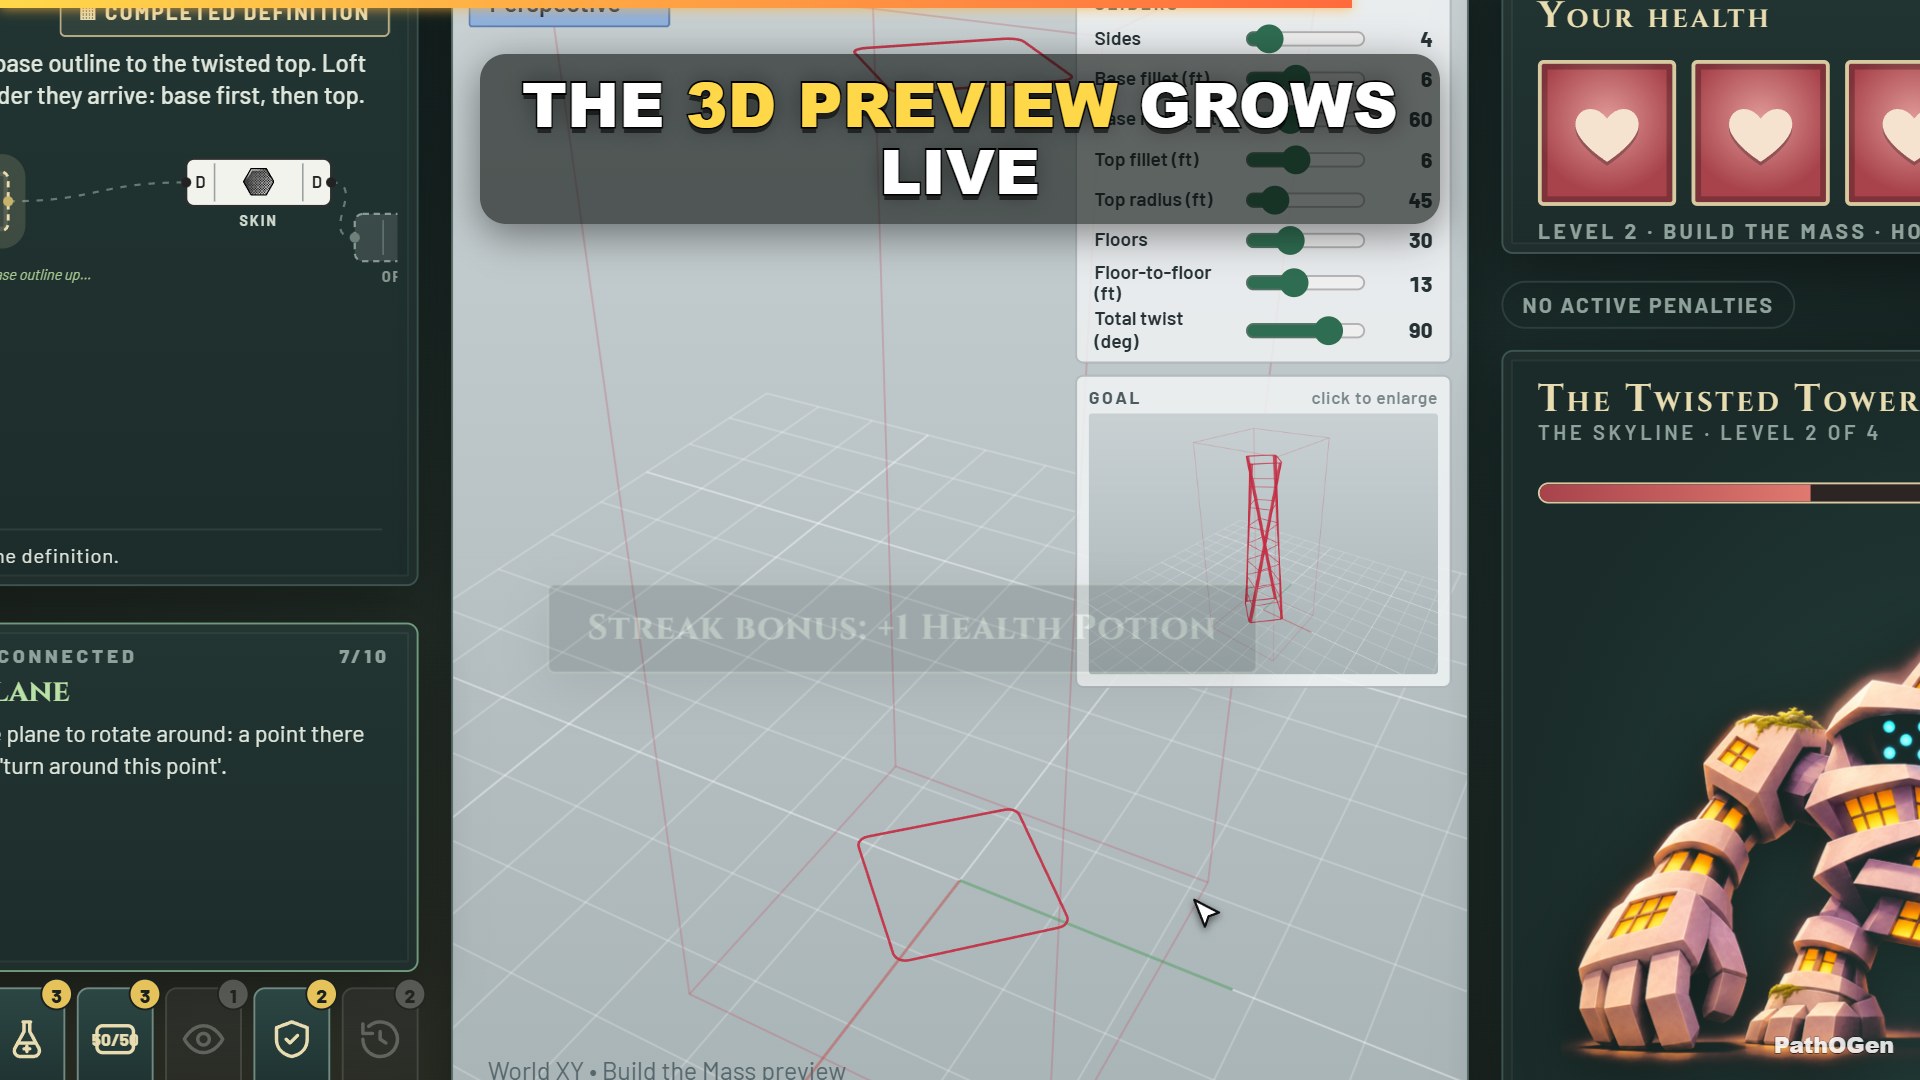 COMPLETED DEFINITION
base outline to the twisted top. Loft
der they arrive: base first, then top.
D
D
SKIN
ase outline up...
OF
ne definition.
CONNECTED
7/10
LANE
plane to rotate around: a point there
'turn around this point'.
3
3
1
2
2
50/50
Perspective
THE 3D PREVIEW GROWS
LIVE
Sides
4
Base fillet (ft)
6
60
Top fillet (ft)
6
Top radius (ft)
45
Floors
30
Floor-to-floor
(ft)
13
Total twist
(deg)
90
GOAL
click to enlarge
Streak bonus: +1 Health Potion
World XY • Build the Mass preview
Your health
LEVEL 2 · BUILD THE MASS · HO
NO ACTIVE PENALTIES
The Twisted Tower
THE SKYLINE · LEVEL 2 OF 4
PathOGen